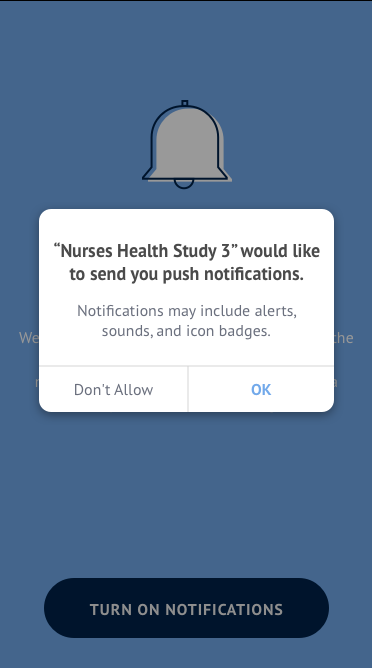 “Nurses Health Study 3” would like
to send you push notifications.
Notifications may include alerts,
sounds, and icon badges.
We
Don't Allow
OK
TURN ON NOTIFICATIONS